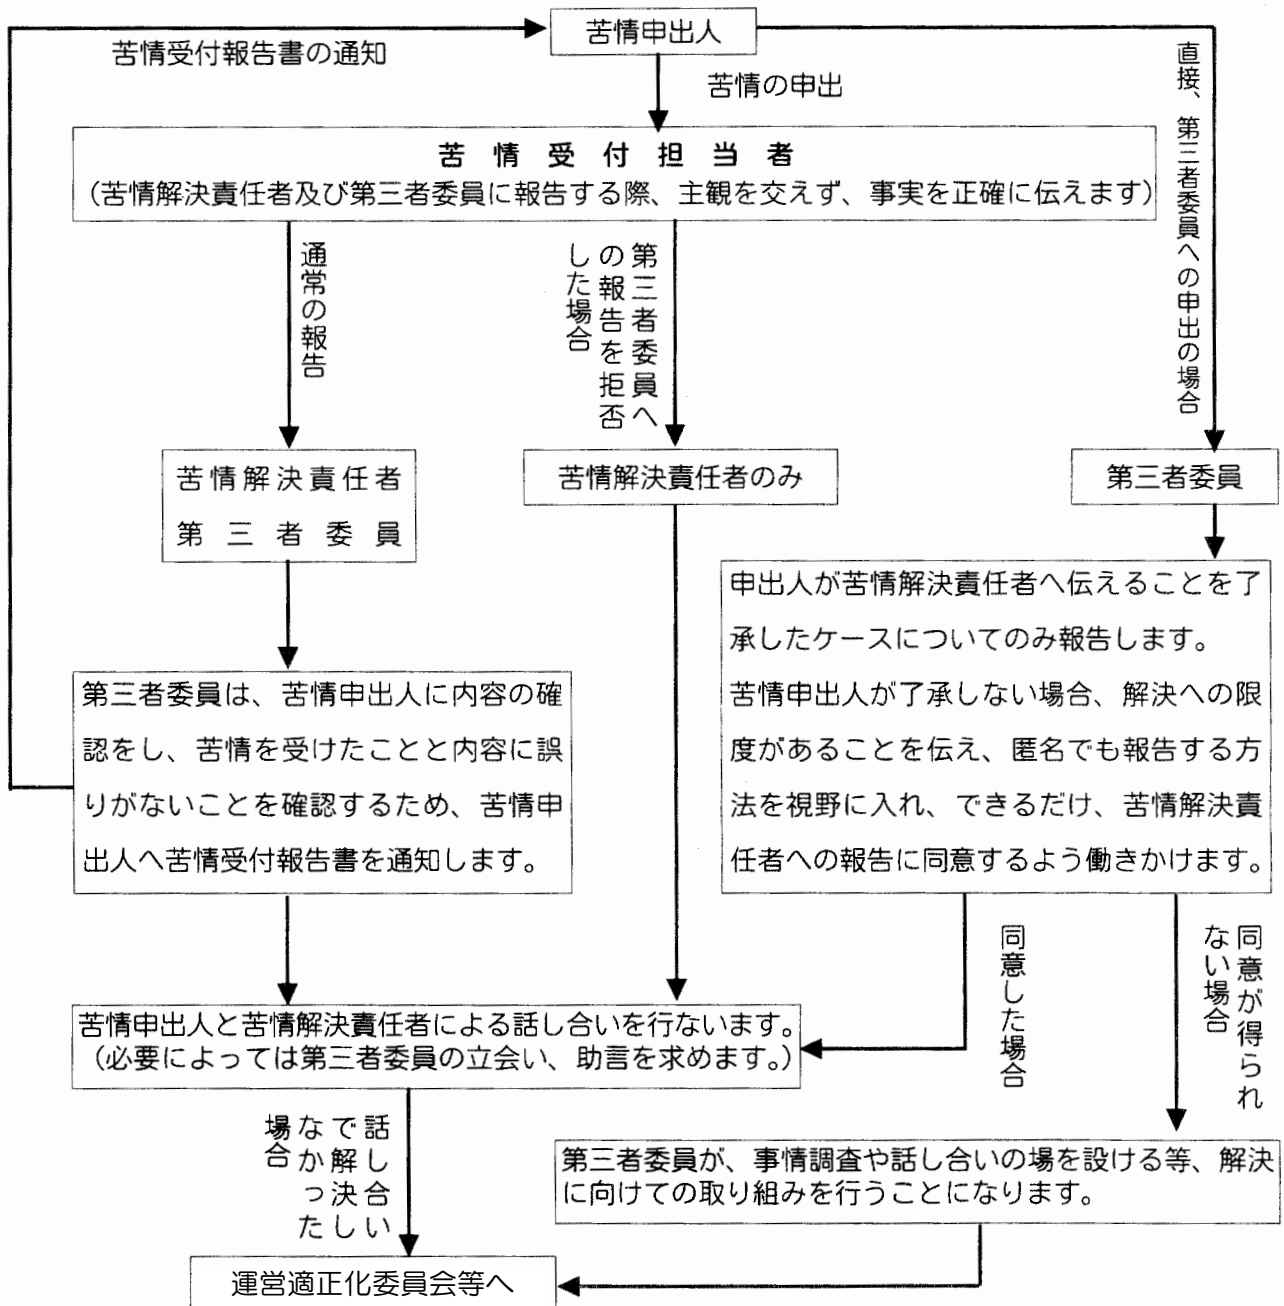 苦情申出人
苦情受付報告書の通知
苦情の申出
直接、第三者委員への申出の場合
苦情受付担当者
（苦情解決責任者及び第三者委員に報告する際、主観を交えず、事実を正確に伝えます）
通常の報告
第三者委員へ
の報告を拒否
した場合
苦情解決責任者
第三者委員
苦情解決責任者のみ
第三者委員
申出人が苦情解決責任者へ伝えることを了
承したケースについてのみ報告します。
苦情申出人が了承しない場合、解決への限
度があることを伝え、匿名でも報告する方
法を視野に入れ、できるだけ、苦情解決責
任者への報告に同意するよう働きかけます。
第三者委員は、苦情申出人に内容の確
認をし、苦情を受けたことと内容に誤
りがないことを確認するため、苦情申
出人へ苦情受付報告書を通知します。
同意した場合
同意が得られ
ない場合
苦情申出人と苦情解決責任者による話し合いを行ないます。
（必要によっては第三者委員の立会い、助言を求めます。）
話し合い
で解決し
なかった
場合
第三者委員が、事情調査や話し合いの場を設ける等、解決
に向けての取り組みを行うことになります。
運営適正化委員会等へ